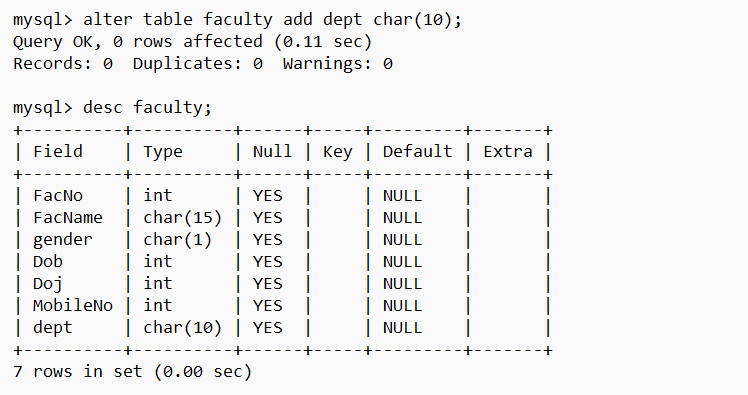 mysql> alter table faculty add dept char(10);
Query OK, 0 rows affected (0.11 sec)
Records: 0  Duplicates: 0  Warnings: 0

mysql> desc faculty;
+----------+----------+------+-----+---------+-------+
| Field    | Type     | Null | Key | Default | Extra |
+----------+----------+------+-----+---------+-------+
| FacNo    | int      | YES  |     | NULL    |       |
| FacName  | char(15) | YES  |     | NULL    |       |
| gender   | char(1)  | YES  |     | NULL    |       |
| Dob      | int      | YES  |     | NULL    |       |
| Doj      | int      | YES  |     | NULL    |       |
| MobileNo | int      | YES  |     | NULL    |       |
| dept     | char(10) | YES  |     | NULL    |       |
+----------+----------+------+-----+---------+-------+
7 rows in set (0.00 sec)